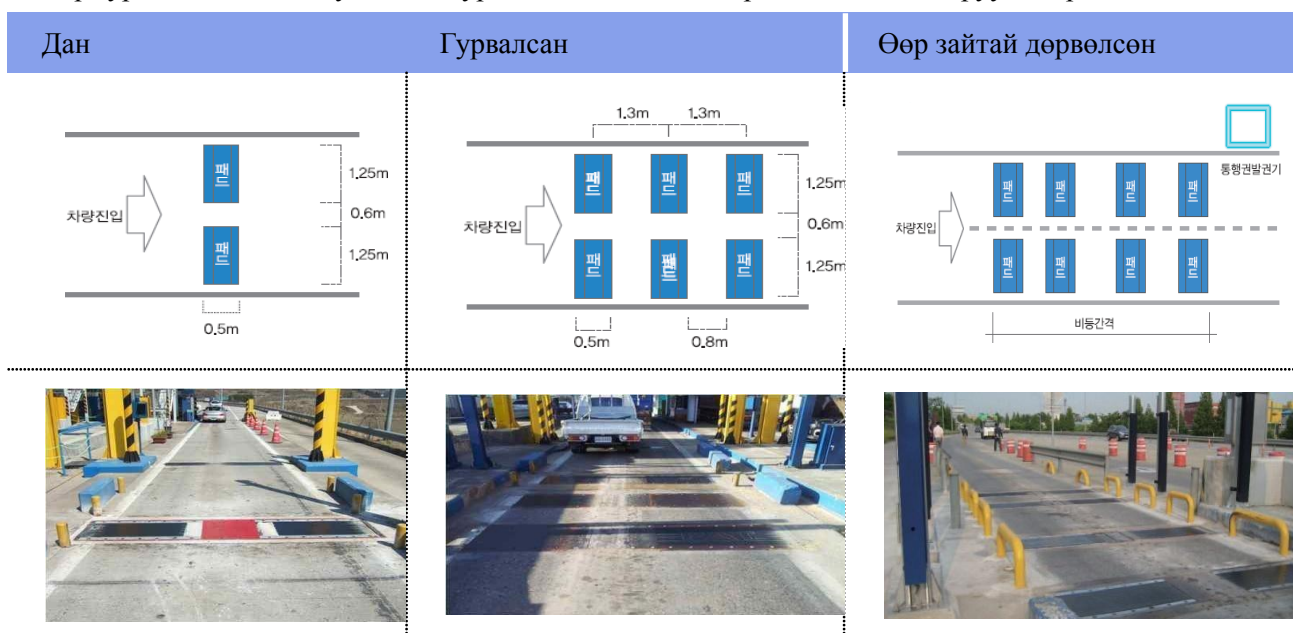 Дан
Гурвалсан
Өөр зайтай дөрвөлсөн
패드
패드
차량진입
1.25m
0.6m
1.25m
0.5m
1.3m 1.3m
패드 패드 패드
패드 패드 패드
차량진입
1.25m
0.6m
1.25m
0.5m 0.8m
통행권발권기
패드 패드 패드 패드
패드 패드 패드 패드
차량진입
비등간격